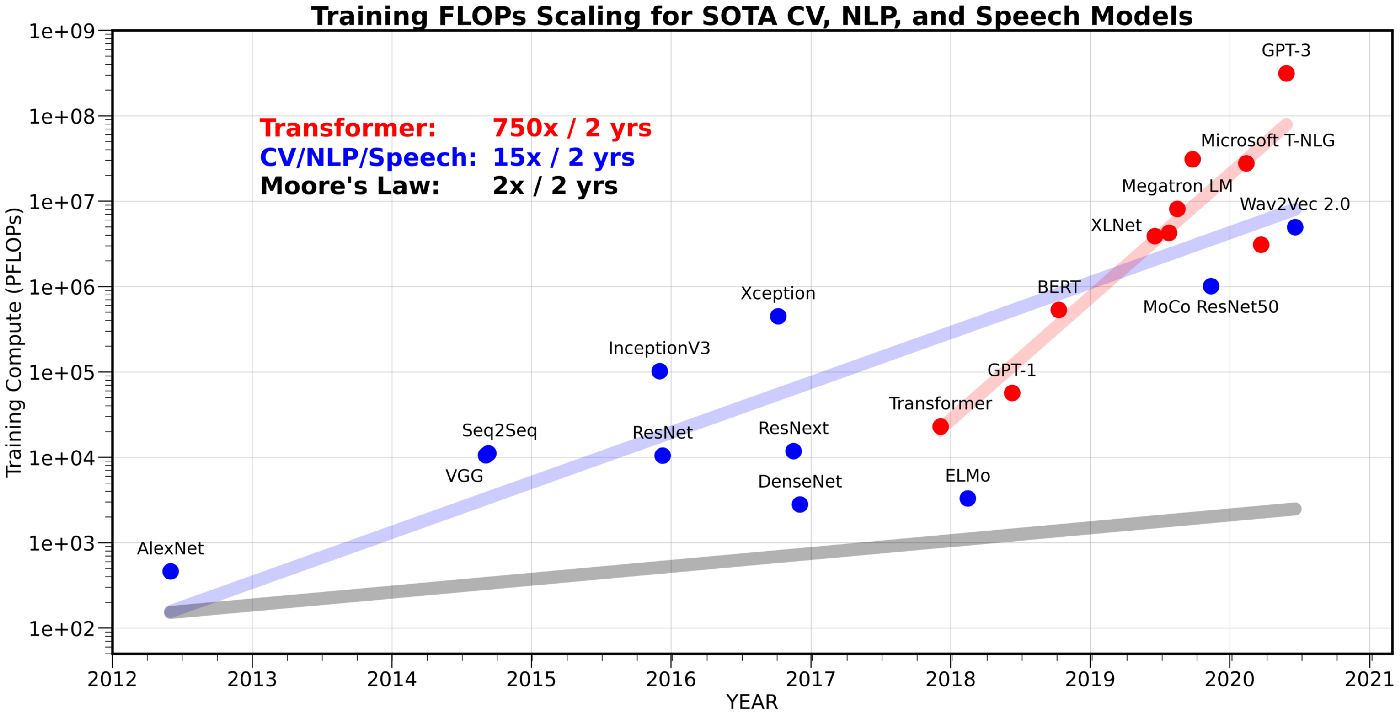 Training FLOPs Scaling for SOTA CV, NLP, and Speech Models
1e+09
GPT-3
1e+08
Transformer: 750x / 2 yrs
CV/NLP/Speech: 15x / 2 yrs
Moore's Law: 2x / 2 yrs
Microsoft T-NLG
Megatron LM
1e+07
Wav2Vec 2.0
XLNet
1e+06
BERT
Xception
MoCo ResNet50
InceptionV3
1e+05
GPT-1
Transformer
Seq2Seq
ResNet
ResNext
1e+04
VGG
DenseNet
ELMo
1e+03
AlexNet
1e+02
Training Compute (PFLOPs)
2012 2013 2014 2015 2016 2017 2018 2019 2020 2021
YEAR